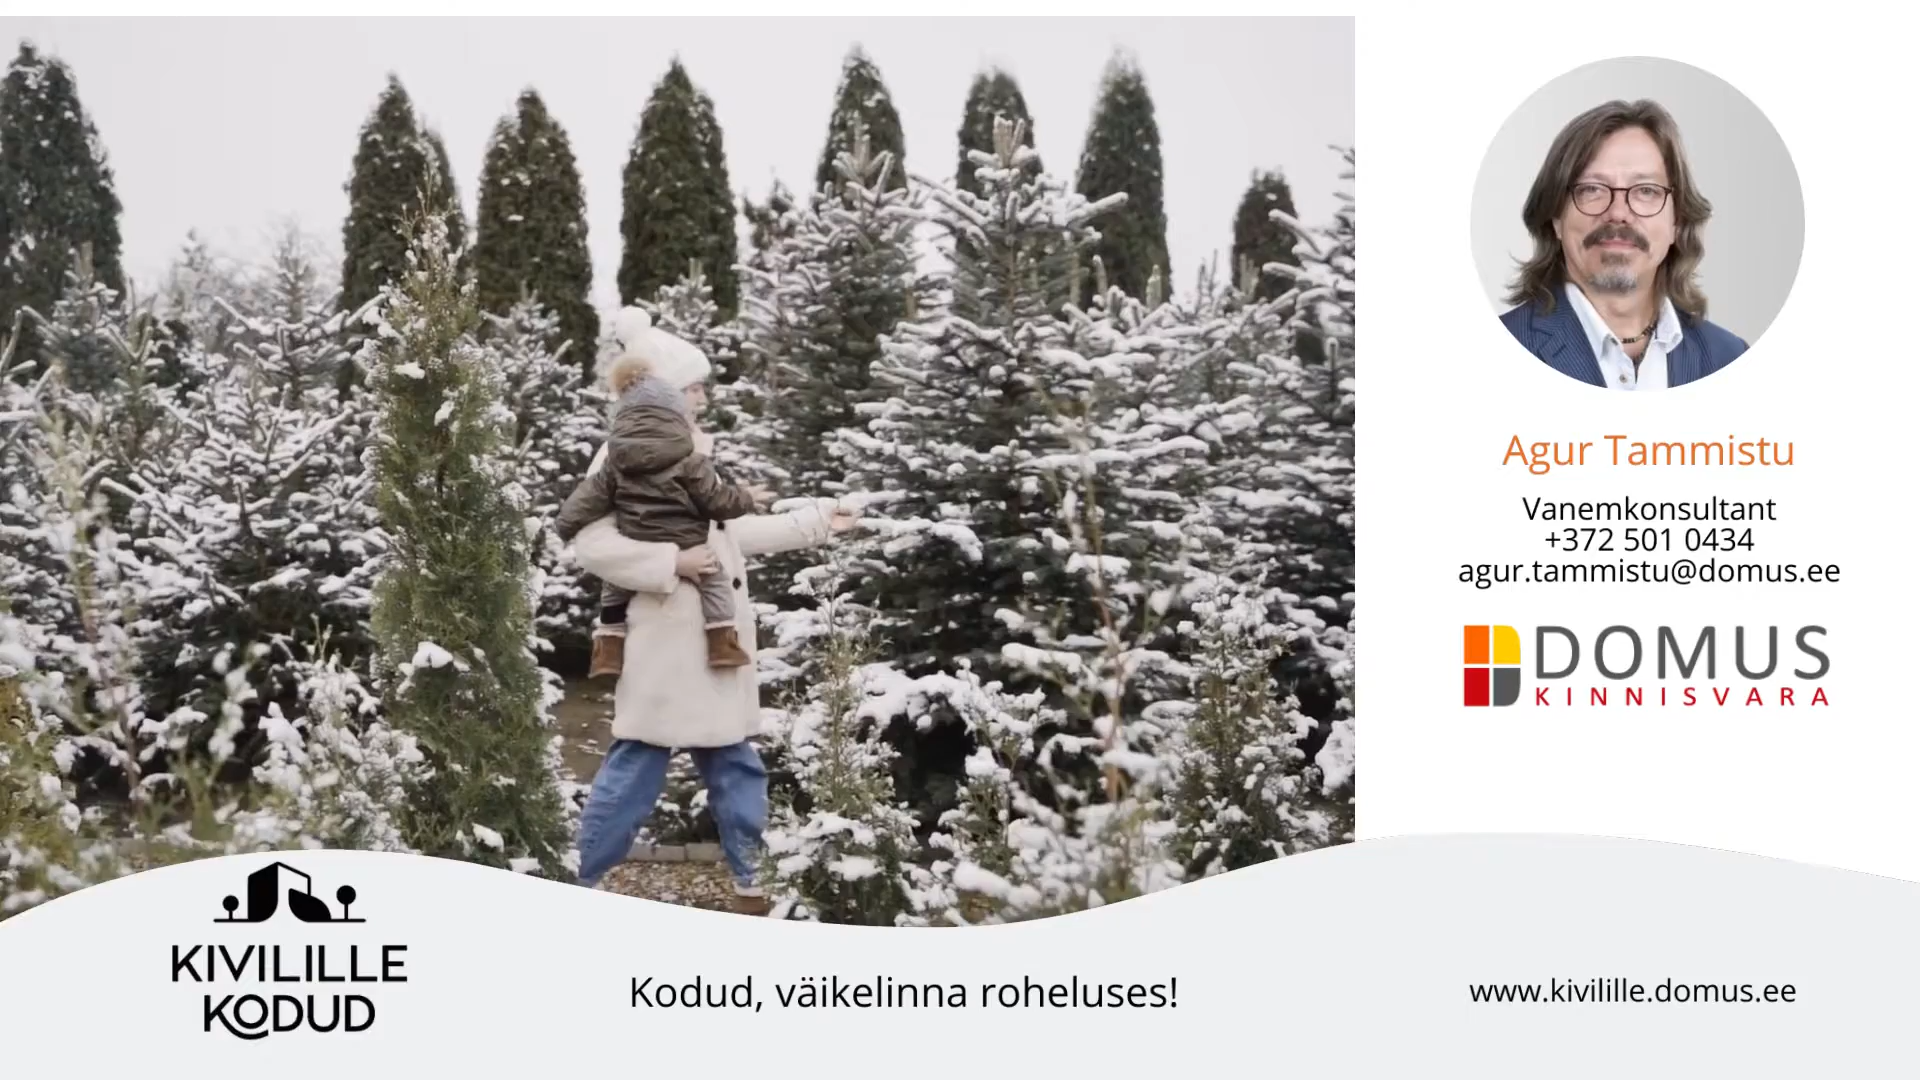 Agur Tammistu
Vanemkonsultant
+372 501 0434
agur.tammistu@domus.ee
DOMUS
KINNISVARA
KIVILILLE
KODUD
Kodud, väikelinna roheluses!
www.kivilille.domus.ee